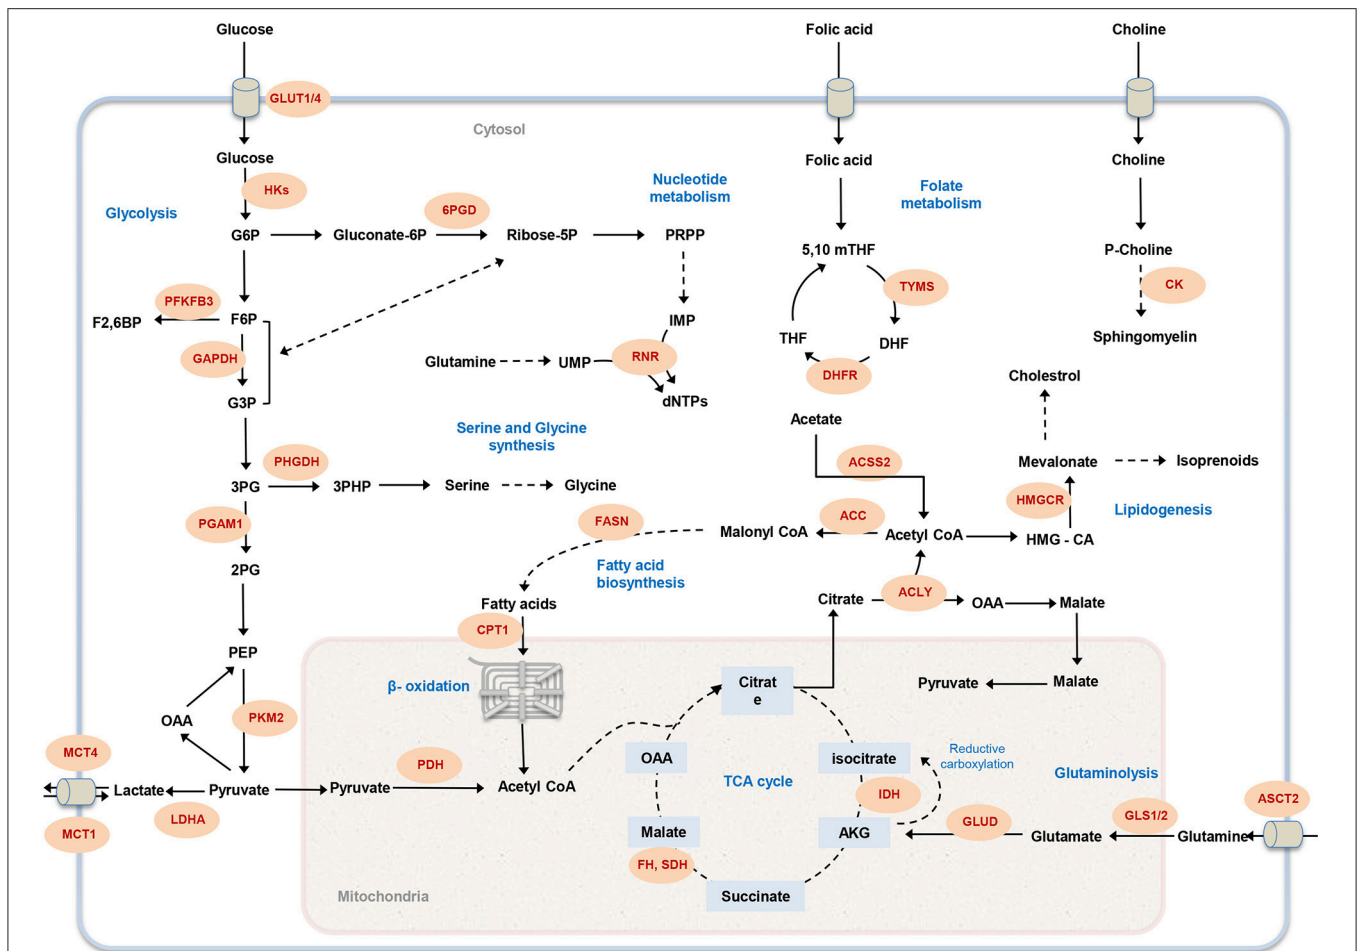 Glucose
Folic acid
Choline
GLUT1/4
Cytosol
Glucose
Folic acid
Choline
HKs
Nucleotide
metabolism
Folate
metabolism
Glycolysis
6PGD
G6P
Gluconate-6P
Ribose-5P
PRPP
5,10 mTHF
P-Choline
TYMS
CK
PFKFB3
F2,6BP
F6P
IMP
THF
DHF
Sphingomyelin
GAPDH
Glutamine
UMP
RNR
DHFR
Cholestrol
G3P
dNTPs
Acetate
Serine and Glycine
synthesis
PHGDH
ACSS2
Mevalonate
Isoprenoids
3PG
3PHP
Serine
Glycine
HMGCR
Lipidogenesis
PGAM1
FASN
ACC
Malonyl CoA
Acetyl CoA
HMG - CA
2PG
Fatty acid
biosynthesis
ACLY
Fatty acids
Citrate
OAA
Malate
CPT1
PEP
β- oxidation
Citrat
e
Pyruvate
Malate
OAA
PKM2
MCT4
PDH
OAA
TCA cycle
isocitrate
Reductive
carboxylation
Glutaminolysis
Lactate
Pyruvate
Pyruvate
Acetyl CoA
IDH
ASCT2
MCT1
LDHA
Malate
AKG
GLUD
Glutamate
GLS1/2
Glutamine
FH, SDH
Mitochondria
Succinate